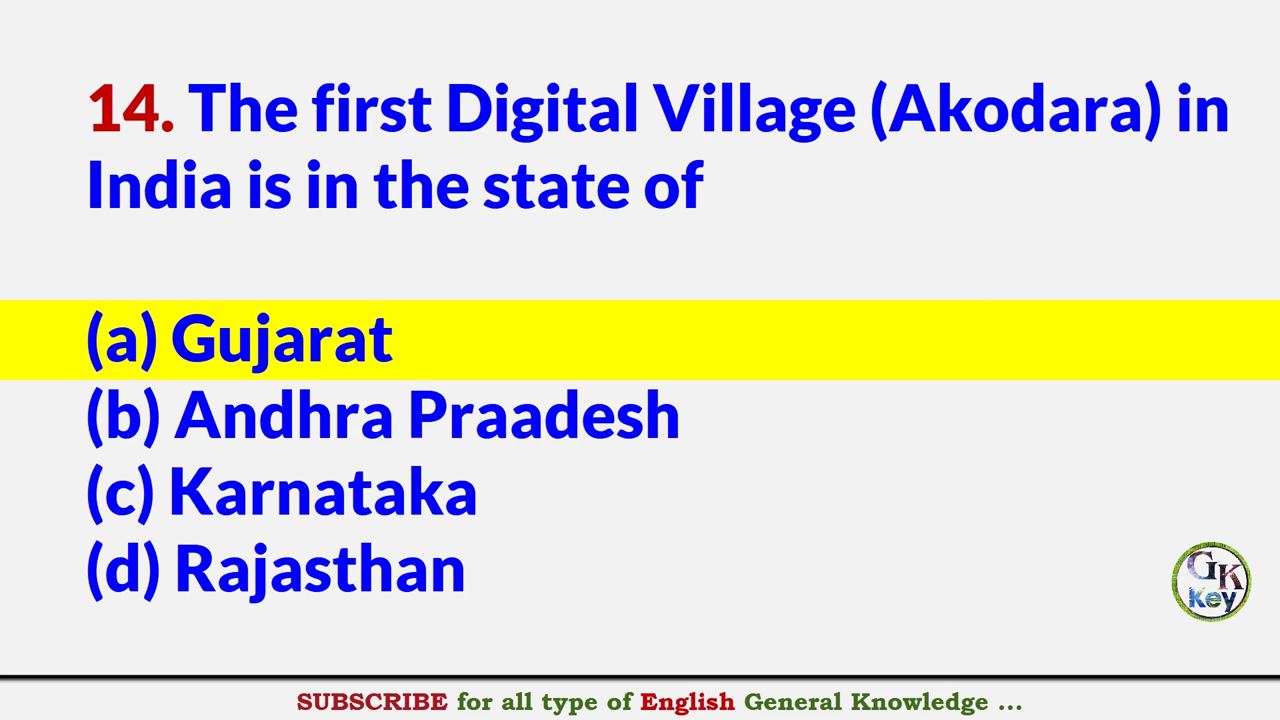 14. The first Digital Village (Akodara) in
India is in the state of
(a) Gujarat
(b) Andhra Praadesh
(c) Karnataka
(d) Rajasthan
GK
Key
SUBSCRIBE for all type of English General Knowledge ...